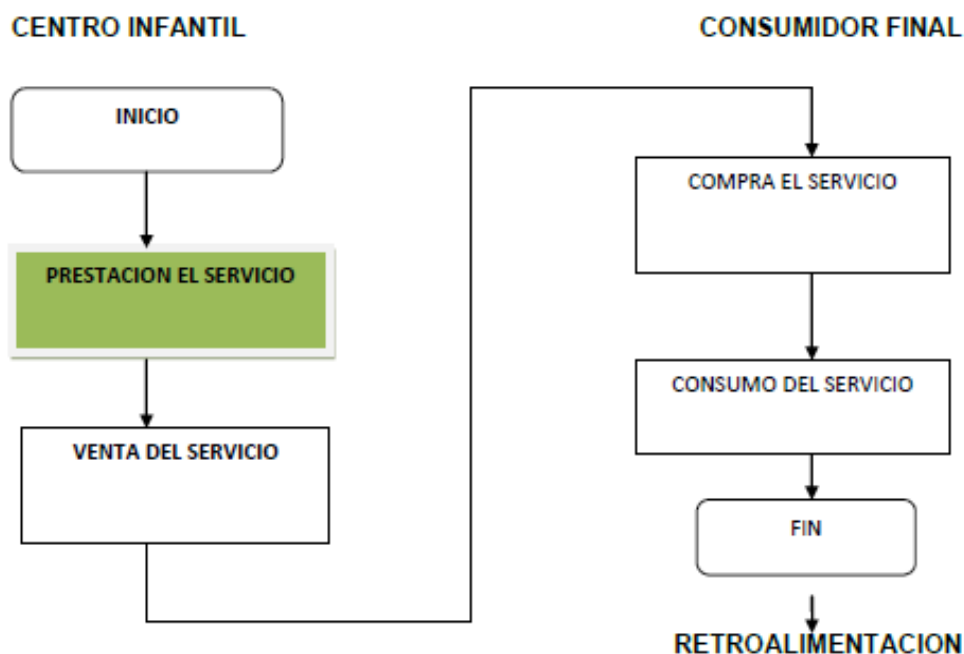 CENTRO INFANTIL
CONSUMIDOR FINAL
INICIO
PRESTACION EL SERVICIO
VENTA DEL SERVICIO
COMPRA EL SERVICIO
CONSUMO DEL SERVICIO
FIN
RETROALIMENTACION